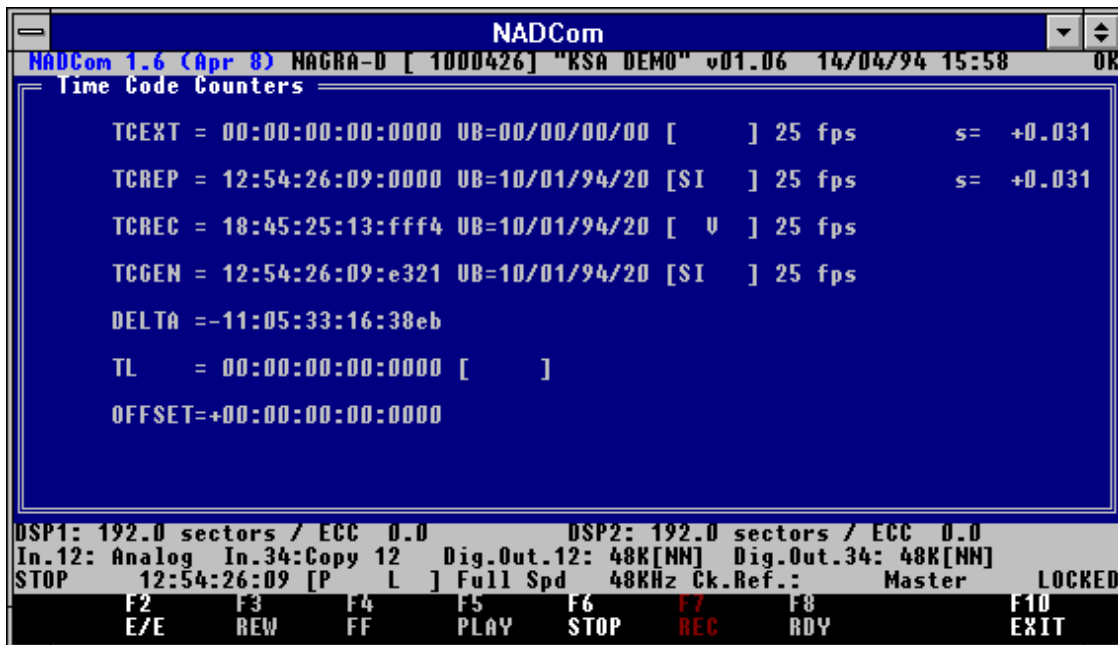 NADCom
NADCom 1.6 (Apr 8) NAGRA-D [ 1000426] "KSA DEMO" v01.06 14/04/94 15:58 OK
Time Code Counters
TCEXT = 00:00:00:00:0000 UB=00/00/00/00 [ ] 25 fps s= +0.031
TCREP = 12:54:26:09:0000 UB=10/01/94/20 [SI ] 25 fps s= +0.031
TCREC = 18:45:25:13:fff4 UB=10/01/94/20 [ V ] 25 fps
TCGEN = 12:54:26:09:e321 UB=10/01/94/20 [SI ] 25 fps
DELTA =-11:05:33:16:38eb
TL = 00:00:00:00:0000 [ ]
OFFSET=+00:00:00:00:0000
DSP1: 192.0 sectors / ECC 0.0 DSP2: 192.0 sectors / ECC 0.0
In.12: Analog In.34:Copy 12 Dig.Out.12: 48K[NN] Dig.Out.34: 48K[NN]
STOP 12:54:26:09 [P L ] Full Spd 48KHz Ck.Ref.: Master LOCKED
F2 F3 F4 F5 F6 F7 F8 F10
E/E REW FF PLAY STOP REC RDY EXIT